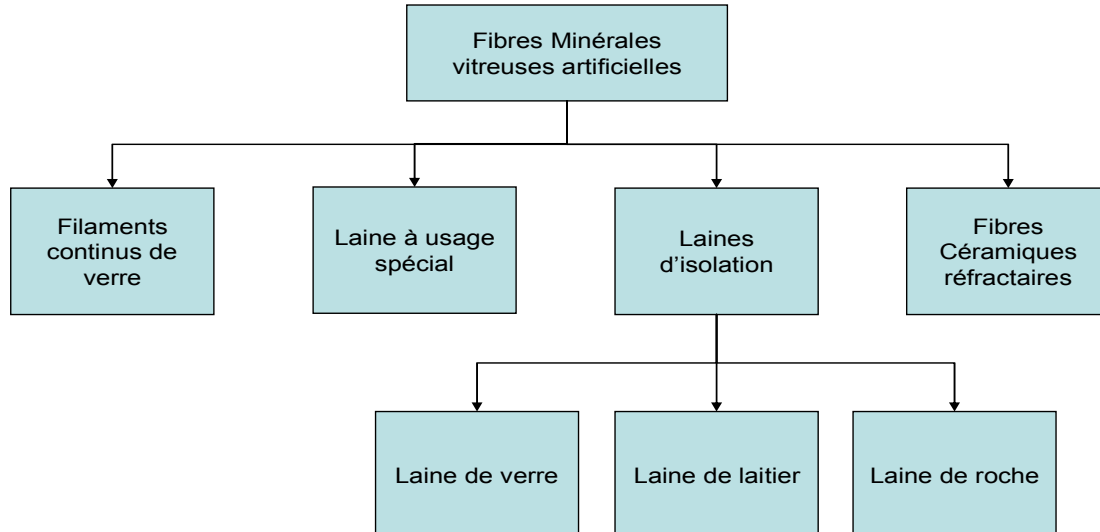 Fibres Minérales
vitreuses artificielles
Filaments
continus de
verre
Laine à usage
spécial
Laines
d'isolation
Fibres
Céramiques
réfractaires
Laine de verre
Laine de laitier
Laine de roche